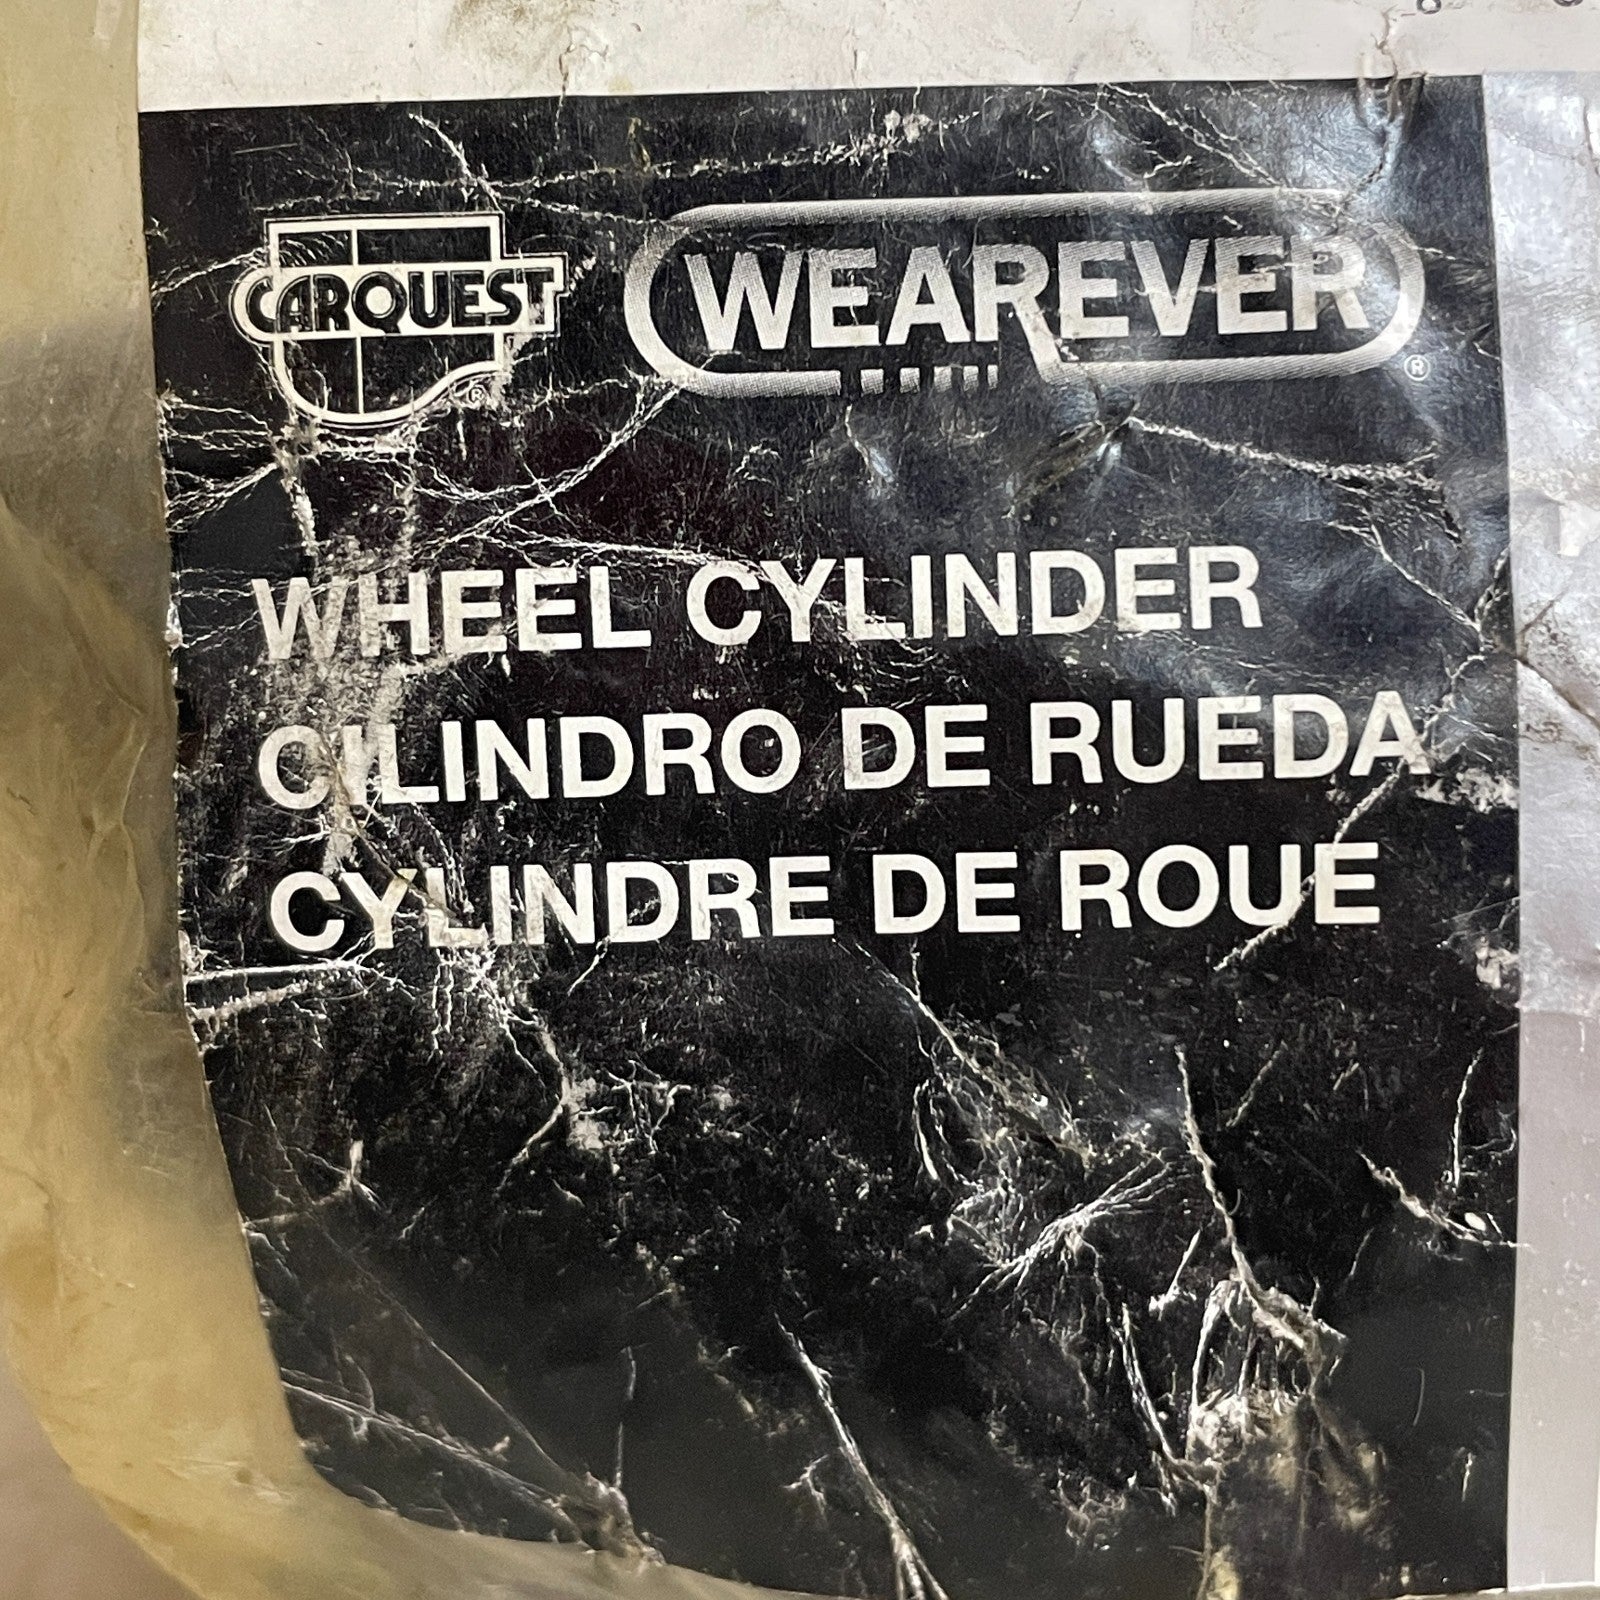 CARQUEST ® WEAREVER ®
WHEEL CYLINDER
CILINDRO DE RUEDA
CYLINDRE DE ROUE